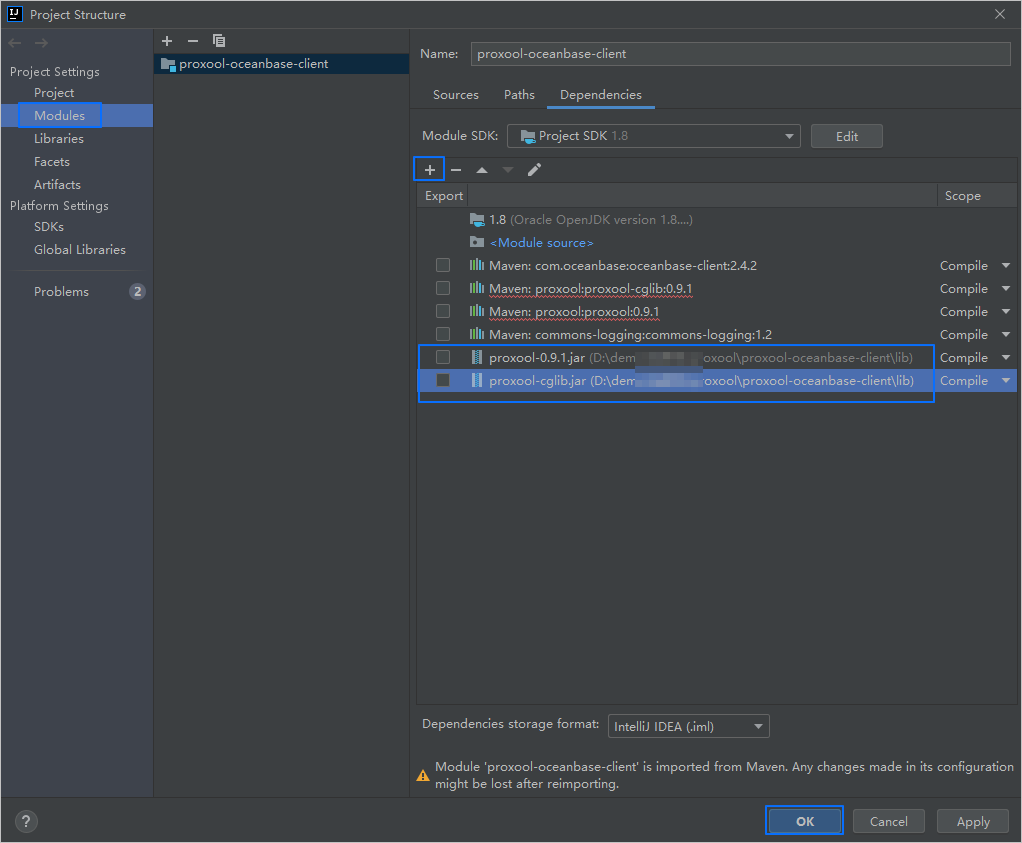 IJ
Project Structure
Project Settings
Project
Modules
Libraries
Facets
Artifacts
Platform Settings
SDKs
Global Libraries
Problems 2
proxool-oceanbase-client
Name: proxool-oceanbase-client
Sources Paths Dependencies
Module SDK: Project SDK 1.8 Edit
Export Scope
1.8 (Oracle OpenJDK version 1.8....)
<Module source>
Maven: com.oceanbase:oceanbase-client:2.4.2 Compile
Maven: proxool:proxool-cglib:0.9.1 Compile
Maven: proxool:proxool:0.9.1 Compile
Maven: commons-logging:commons-logging:1.2 Compile
proxool-0.9.1.jar (D:\dem oxool\proxool-oceanbase-client\lib) Compile
proxool-cglib.jar (D:\dem roxool\proxool-oceanbase-client\lib) Compile
Dependencies storage format: IntelliJ IDEA (.iml)
Module 'proxool-oceanbase-client' is imported from Maven. Any changes made in its configuration
might be lost after reimporting.
? OK Cancel Apply